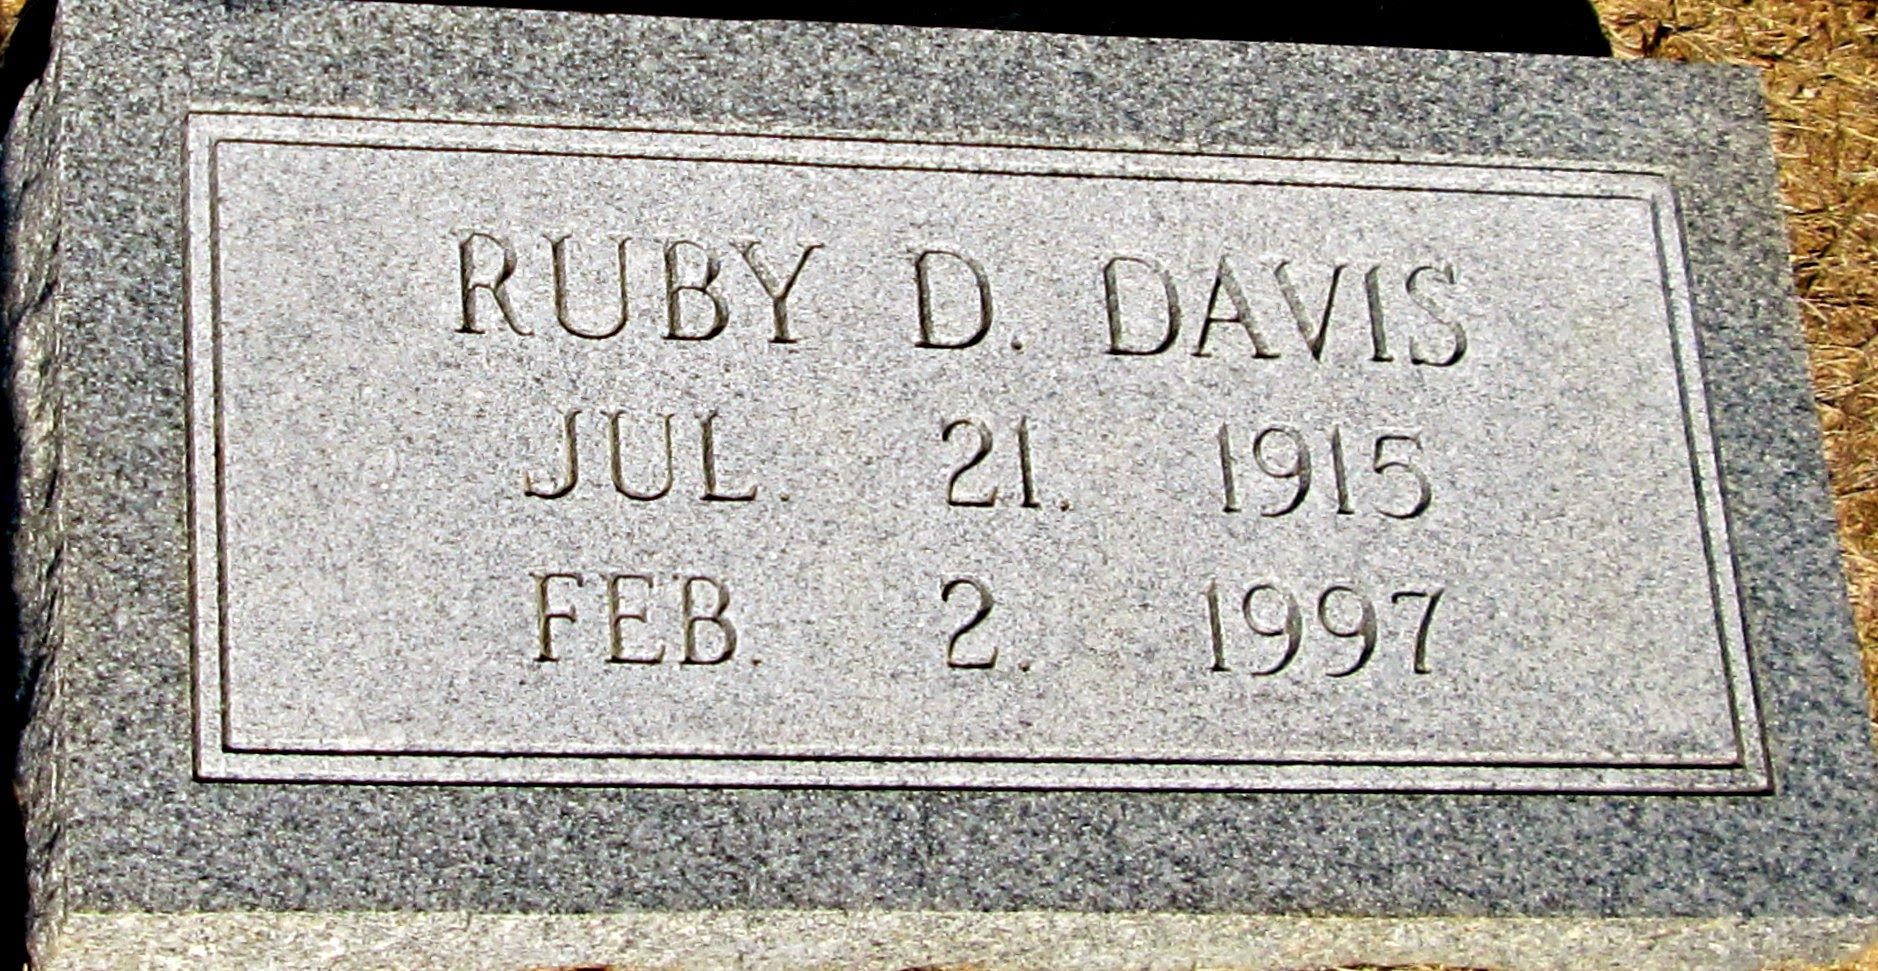 RUBY D. DAVIS
JUL. 21. 1915
FEB. 2. 1997